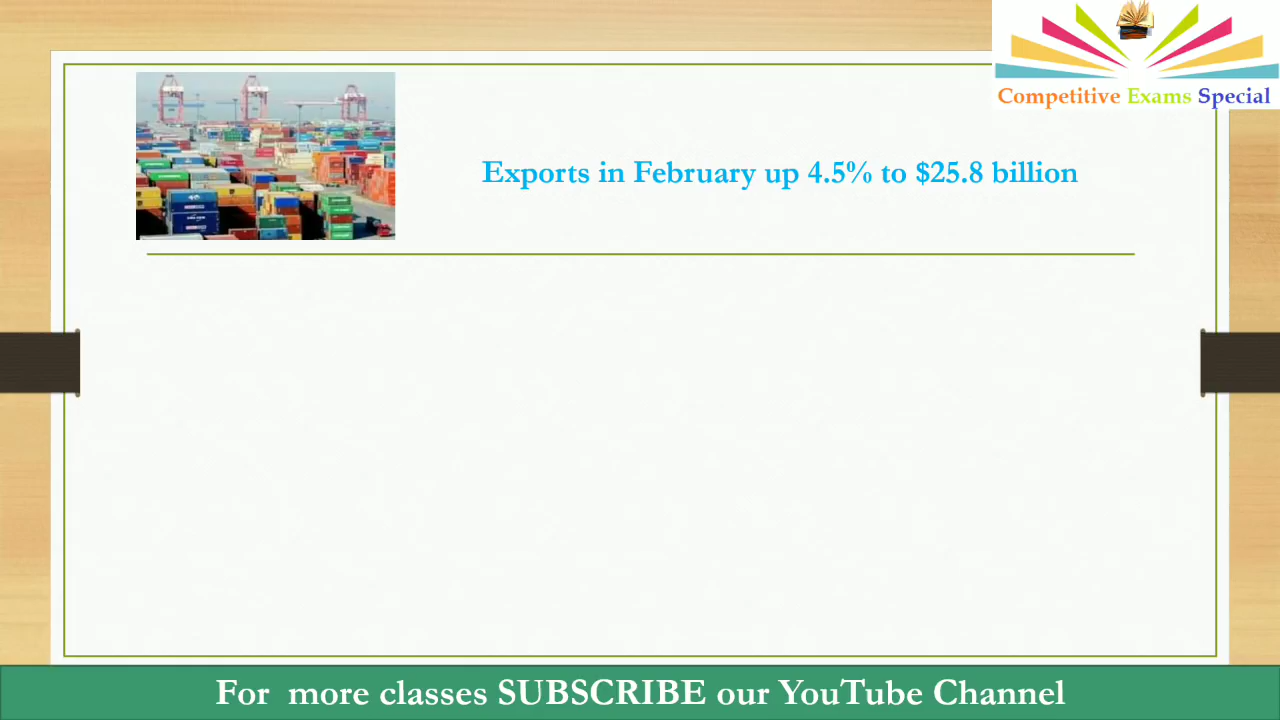 Competitive Exams Special
Exports in February up 4.5% to $25.8 billion
For  more classes SUBSCRIBE our YouTube Channel